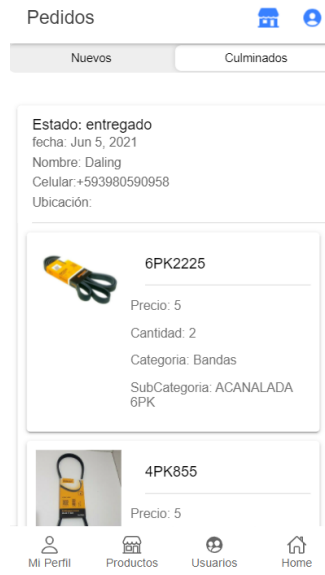 Pedidos
Nuevos
Culminados
Estado: entregado
fecha: Jun 5, 2021
Nombre: Daling
Celular:+593980590958
Ubicación:
6PK2225
Precio: 5
Cantidad: 2
Categoria: Bandas
SubCategoria: ACANALADA
6PK
4PK855
Precio: 5
Mi Perfil
Productos
Usuarios
Home